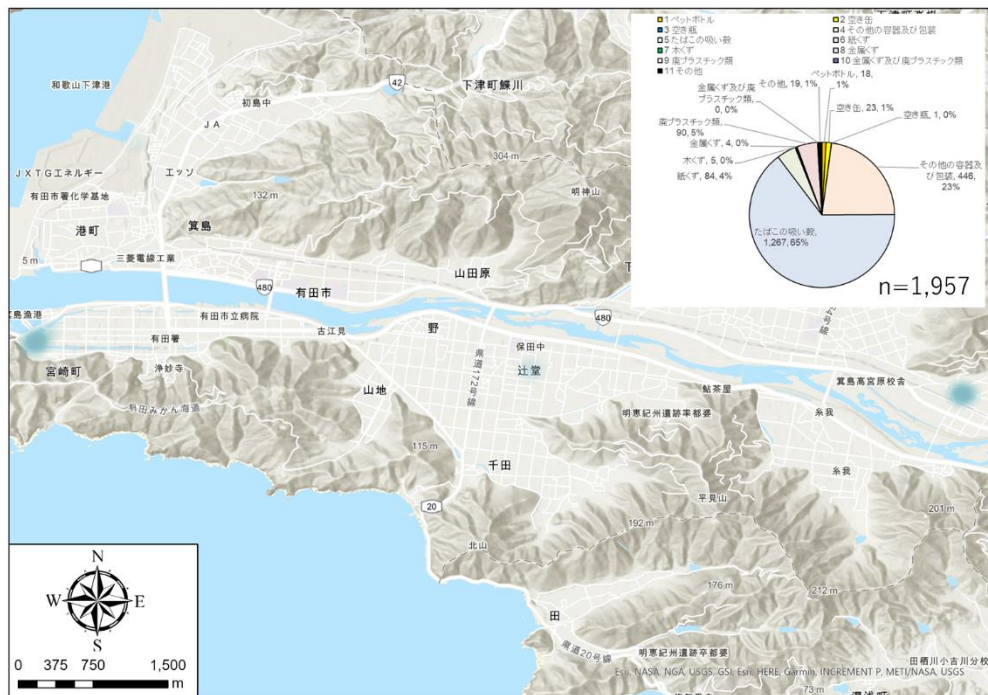 1 ペットボトル
2 空き缶
3 空き瓶
4 その他の容器及び包装
5 たばこの吸い殻
6 紙くず
7 木くず
8 金属くず
9 廃プラスチック類
10 金属くず及び廃プラスチック類
11 その他
ペットボトル, 18,
1%
その他, 19, 1%
金属くず及び廃
プラスチック類,
0, 0%
空き缶, 23, 1%
空き瓶, 1, 0%
廃プラスチック類,
90, 5%
金属くず, 4, 0%
木くず, 5, 0%
紙くず, 84, 4%
その他の容器及
び包装, 446,
23%
たばこの吸い殻,
1,267, 65%
n=1,957
和歌山下津港
42
下津町鰈川
初島中
JA
304 m
JXTGエネルギー
エッソ
有田市署化学基地
132 m
明神山
港町
箕島
5 m
三菱電線工業
山田原
480
有田市
480
有田市立病院
箕島漁港
有田署
古江見
野
保田中
県道172号線
辻堂
宮崎町
浄妙寺
山地
鮎茶屋
箕島高宮原校舎
有田みかん海道
明恵紀州遺跡率都婆
糸我
115 m
千田
糸我
20
平見山
201 m
192 m
北山
176 m
212 m
田
県道20号線
明恵紀州遺跡卒都婆
田栖川小吉川分校
73 m
湯浅町
Esri, NASA, NGA, USGS, GSI, Esri, HERE, Garmin, INCREMENT P, METI/NASA, USGS
N
W
E
S
0 375 750 1,500
m